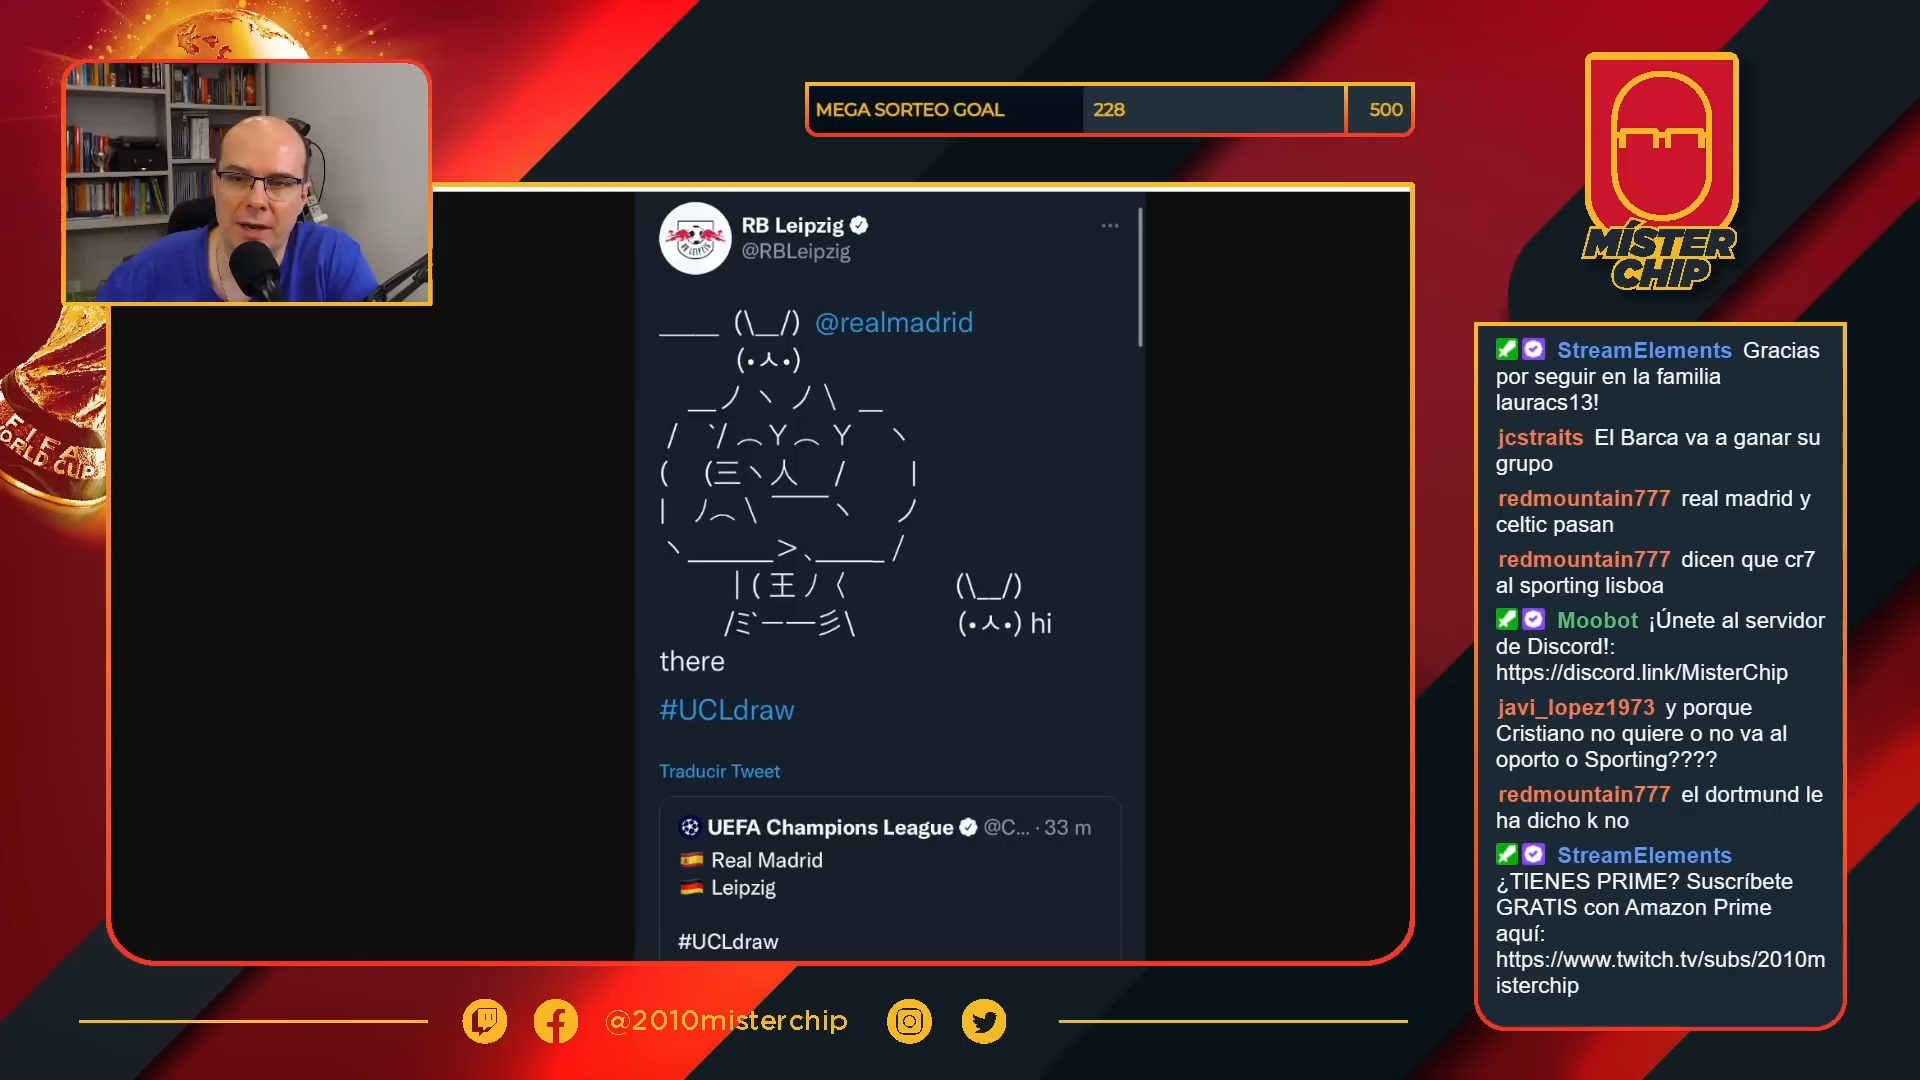 MEGA SORTEO GOAL 228 500
RB Leipzig
@RBLeipzig
@realmadrid
hi
there
#UCLdraw
Traducir Tweet
UEFA Champions League @C... · 33 m
Real Madrid
Leipzig
#UCLdraw
MÍSTER
CHIP
StreamElements Gracias
por seguir en la familia
lauracs13!
jcstraits El Barca va a ganar su
grupo
redmountain777 real madrid y
celtic pasan
redmountain777 dicen que cr7
al sporting lisboa
Moobot ¡Únete al servidor
de Discord!:
https://discord.link/MisterChip
javi_lopez1973 y porque
Cristiano no quiere o no va al
oporto o Sporting????
redmountain777 el dortmund le
ha dicho k no
StreamElements
¿TIENES PRIME? Suscríbete
GRATIS con Amazon Prime
aquí:
https://www.twitch.tv/subs/2010m
isterchip
FIFA
WORLD CUP
@2010misterchip